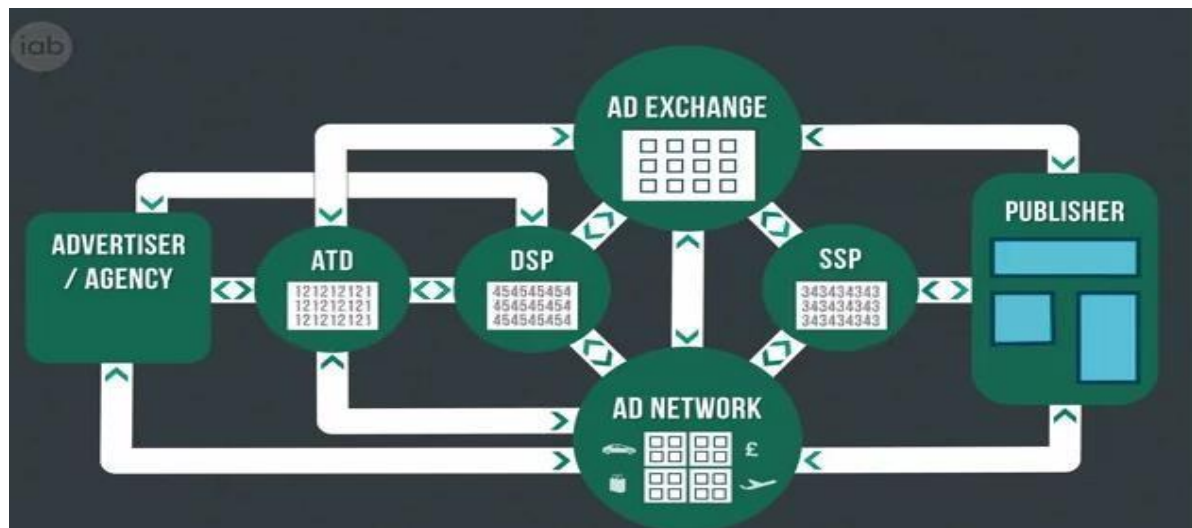 iab
AD EXCHANGE
ADVERTISER
/ AGENCY
ATD
121212121
121212121
121212121
DSP
454545454
454545454
454545454
SSP
343434343
343434343
343434343
PUBLISHER
AD NETWORK
£